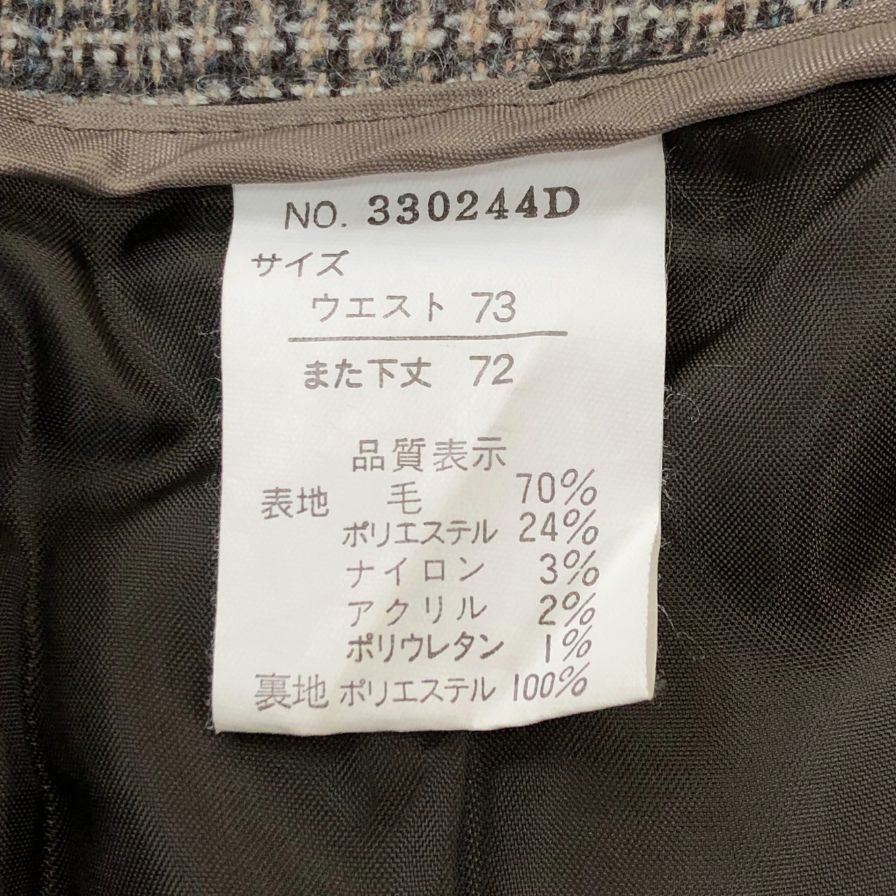 NO. 330244D
サイズ
ウエスト 73
また下丈 72
品質表示
表地 毛 70%
ポリエステル 24%
ナイロン 3%
アクリル 2%
ポリウレタン 1%
裏地 ポリエステル 100%